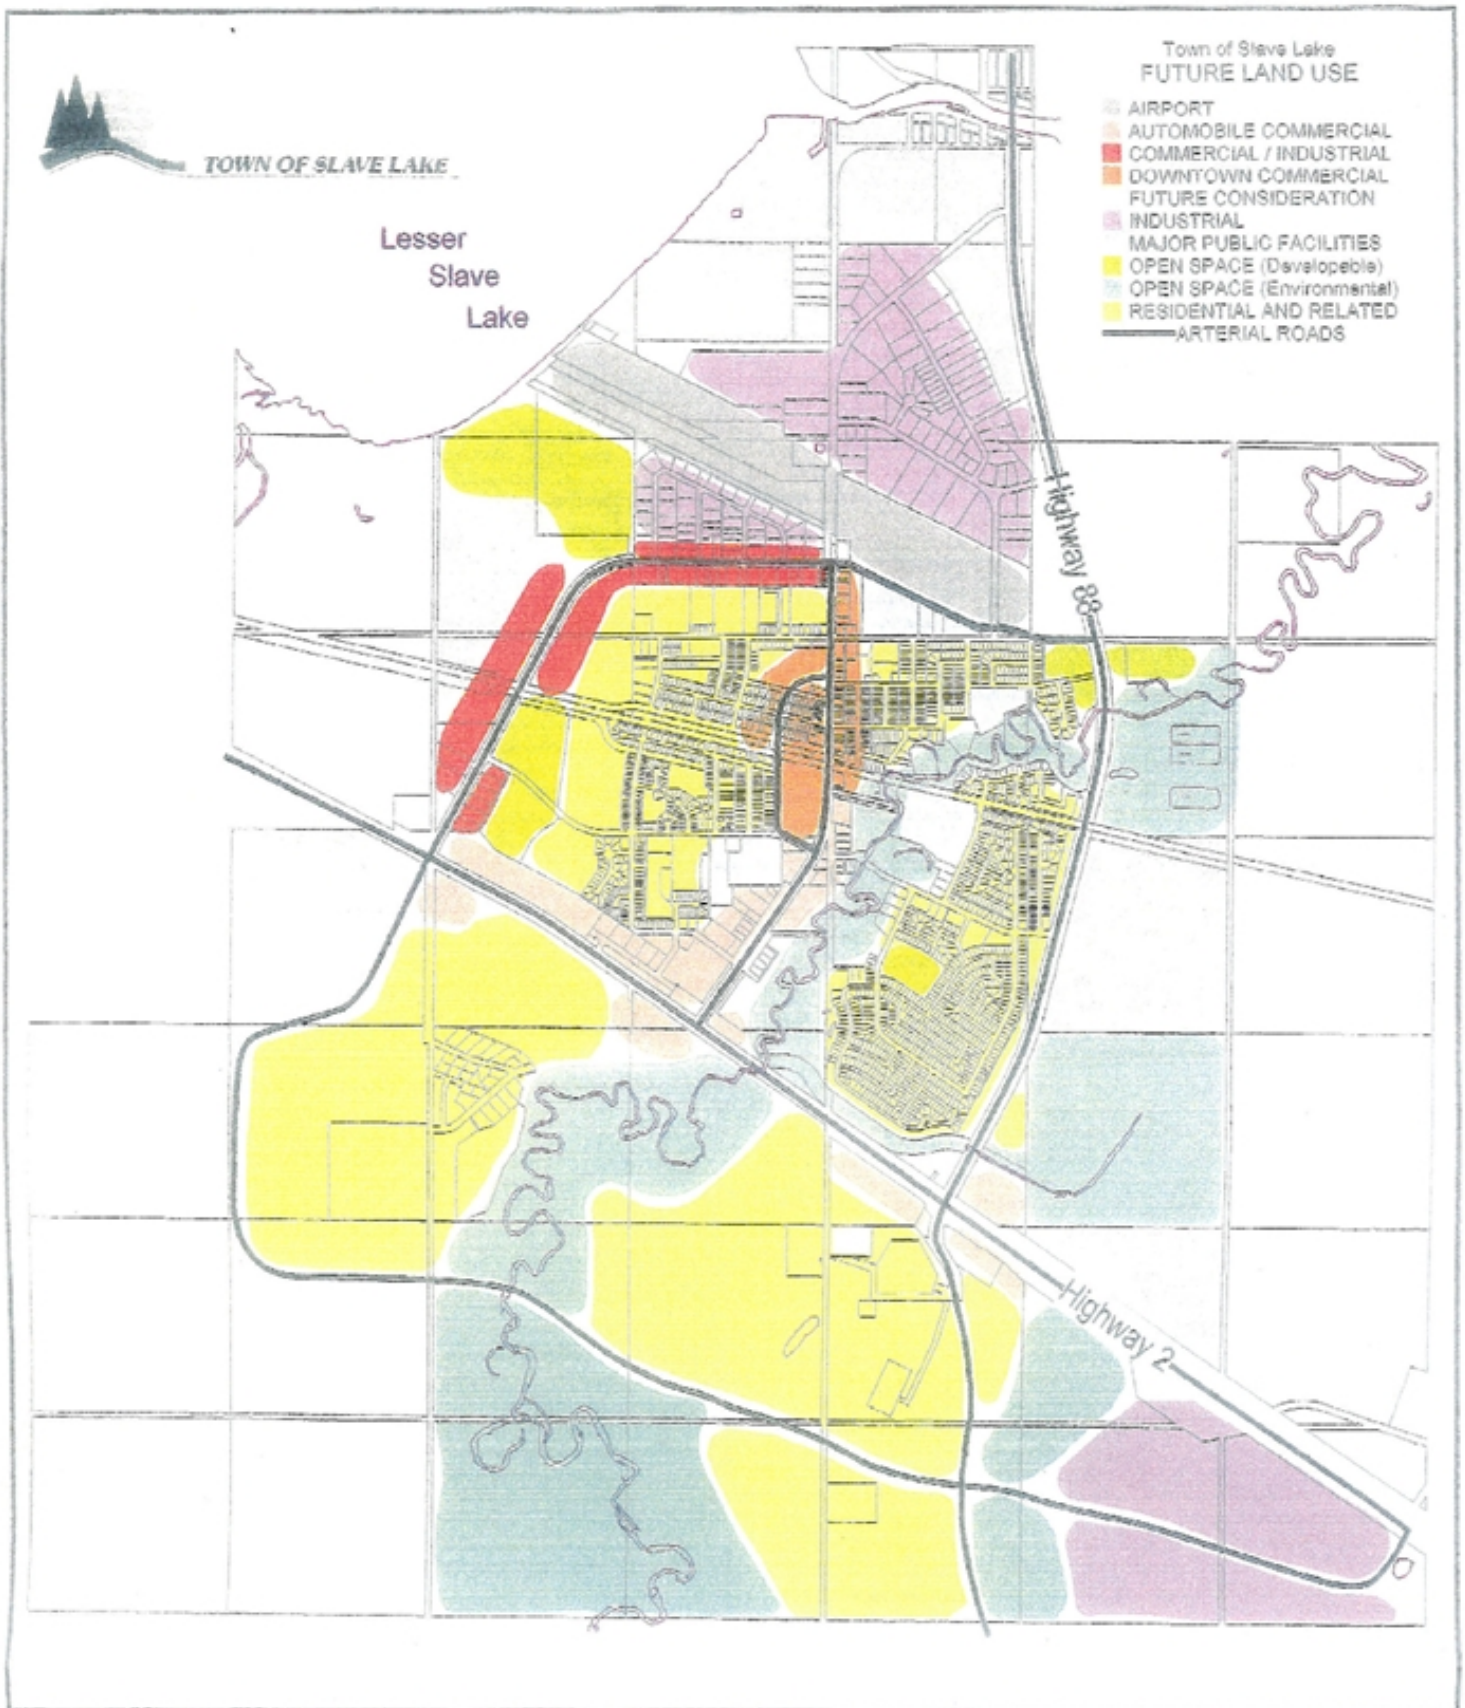 TOWN OF SLAVE LAKE
Lesser
Slave
Lake
Town of Slave Lake
FUTURE LAND USE
AIRPORT
AUTOMOBILE COMMERCIAL
COMMERCIAL / INDUSTRIAL
DOWNTOWN COMMERCIAL
FUTURE CONSIDERATION
INDUSTRIAL
MAJOR PUBLIC FACILITIES
OPEN SPACE (Developable)
OPEN SPACE (Environmental)
RESIDENTIAL AND RELATED
ARTERIAL ROADS
Highway 88
Highway 2